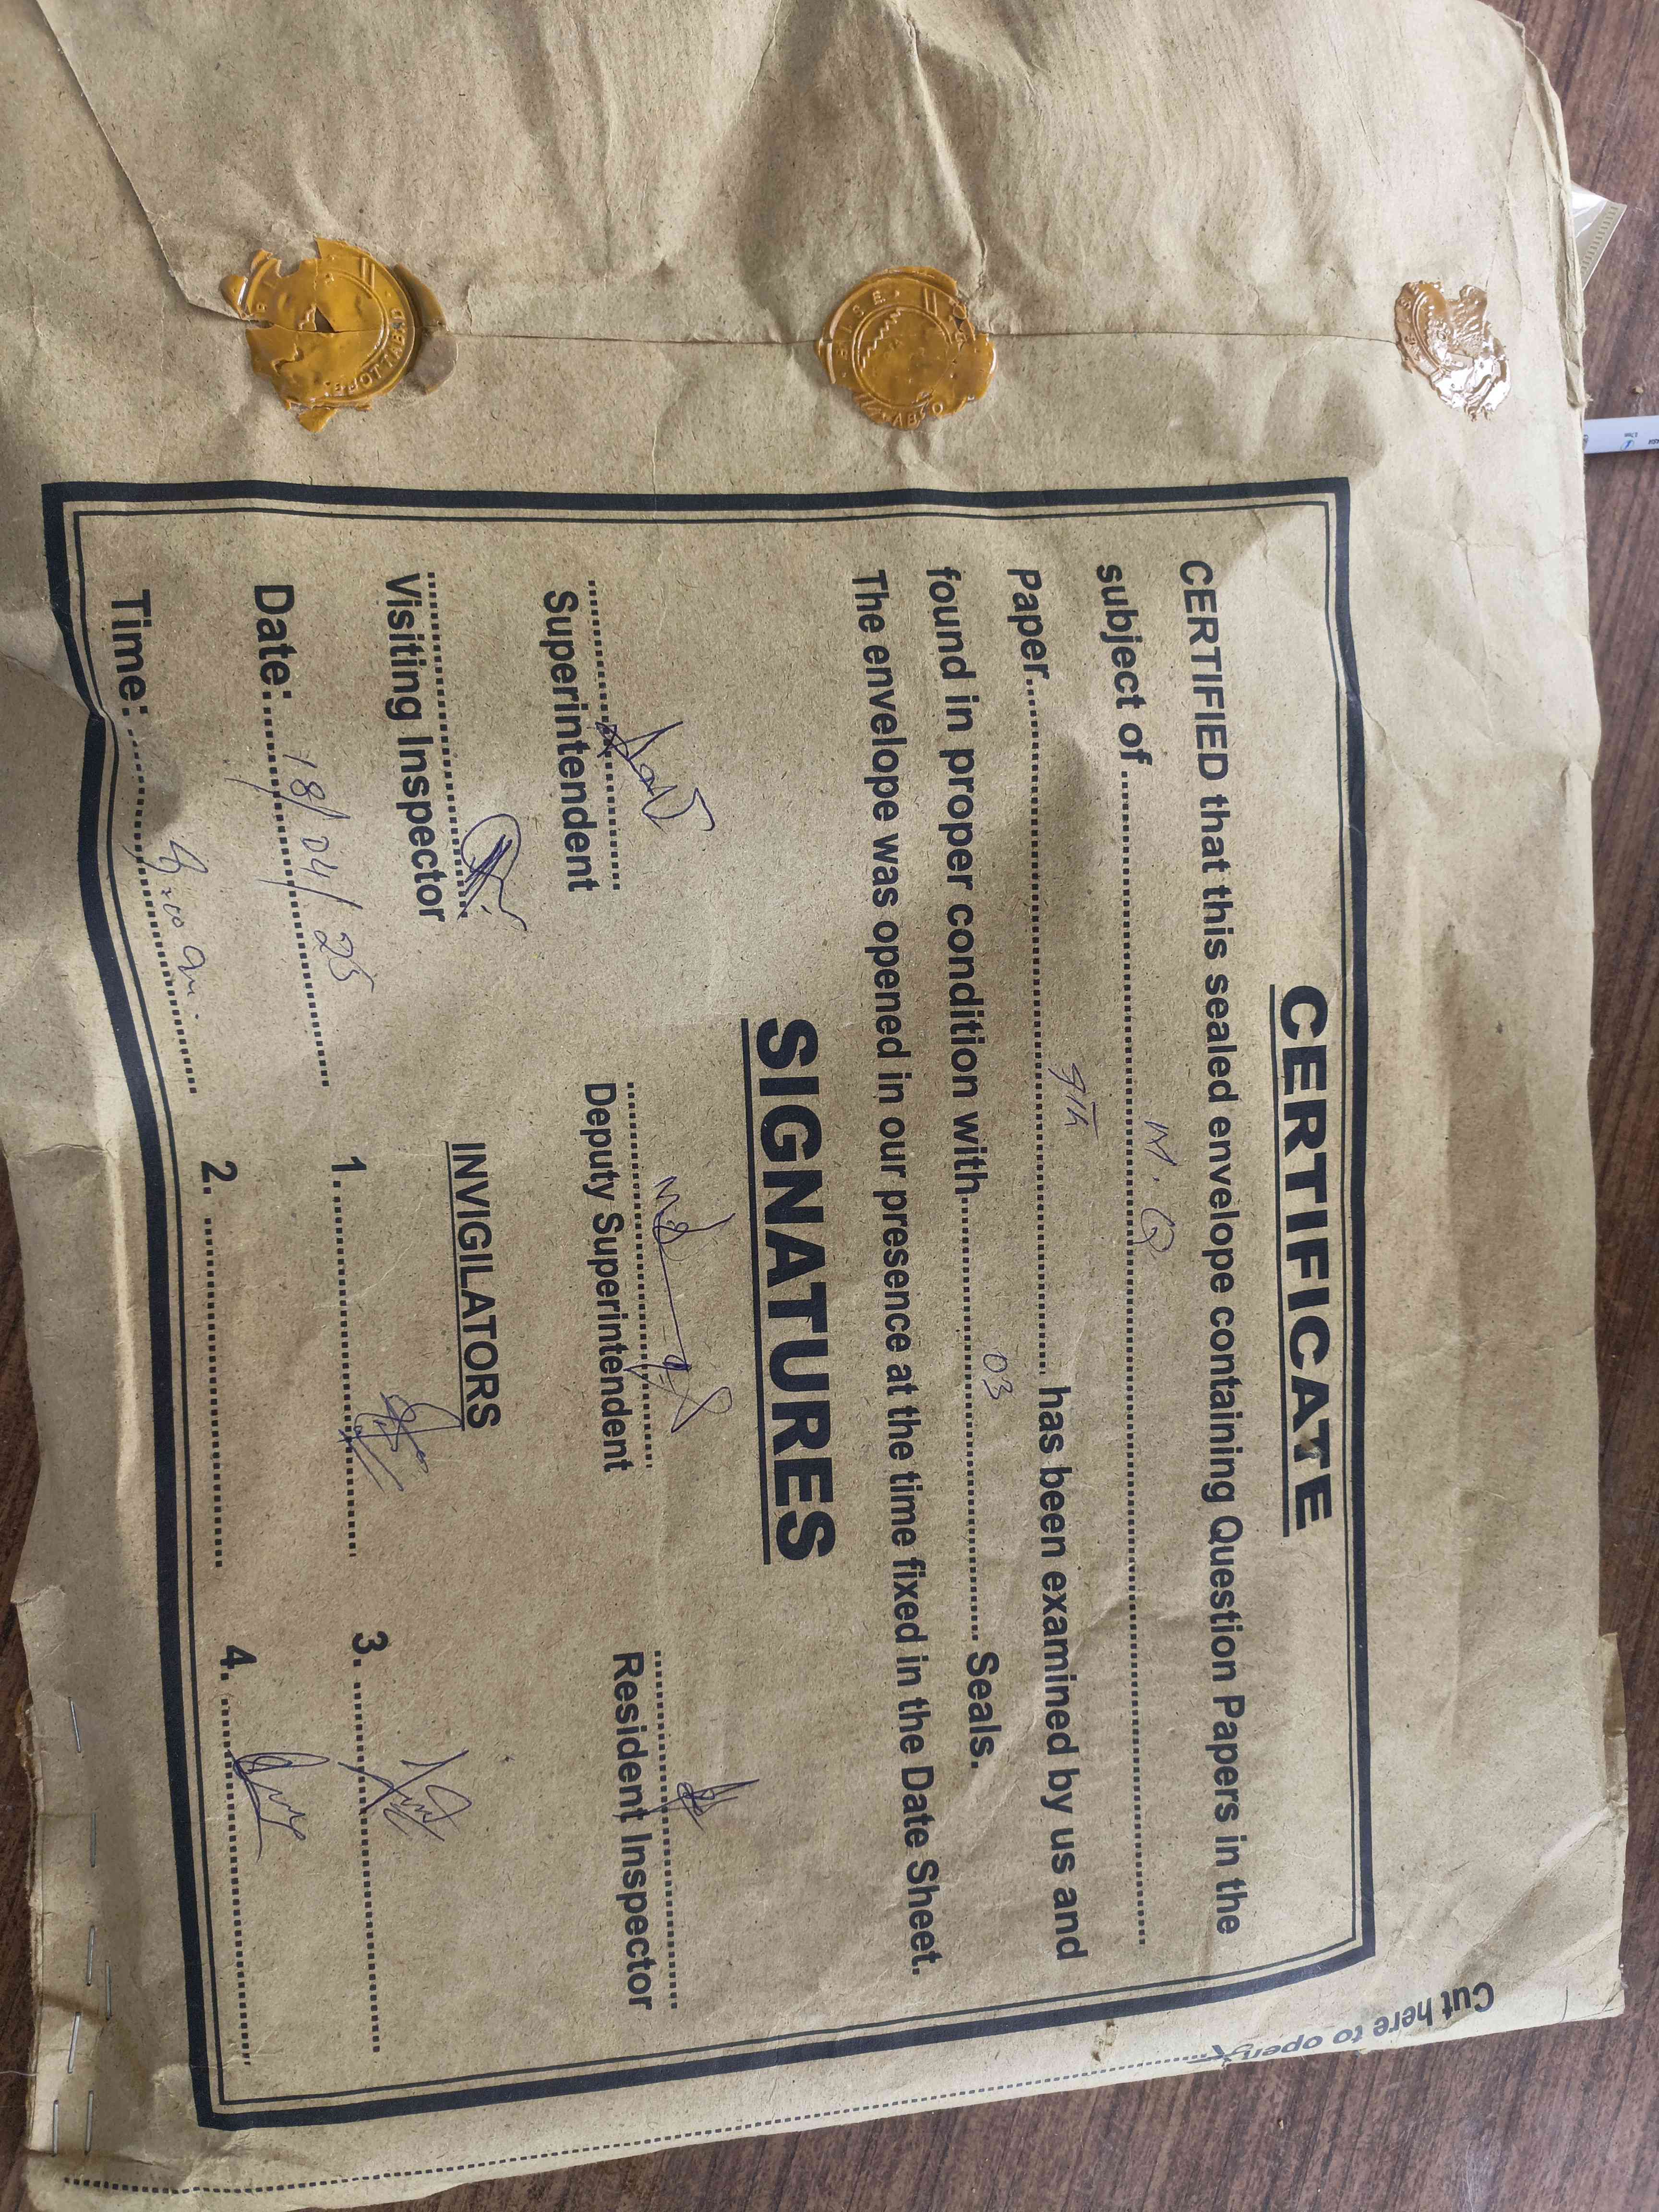 CERTIFICATE
CERTIFIED that this sealed envelope containing Question Papers in the
subject of .......... M.Q ..........
Paper .......... 9th .......... has been examined by us and
found in proper condition with .......... 03 .......... Seals.
The envelope was opened in our presence at the time fixed in the Date Sheet.
SIGNATURES
Superintendent
Deputy Superintendent
Resident Inspector
Visiting Inspector
INVIGILATORS
Date: 18/04/25
1.
3.
Time:
2.
4.
Cut here to open
B I S E